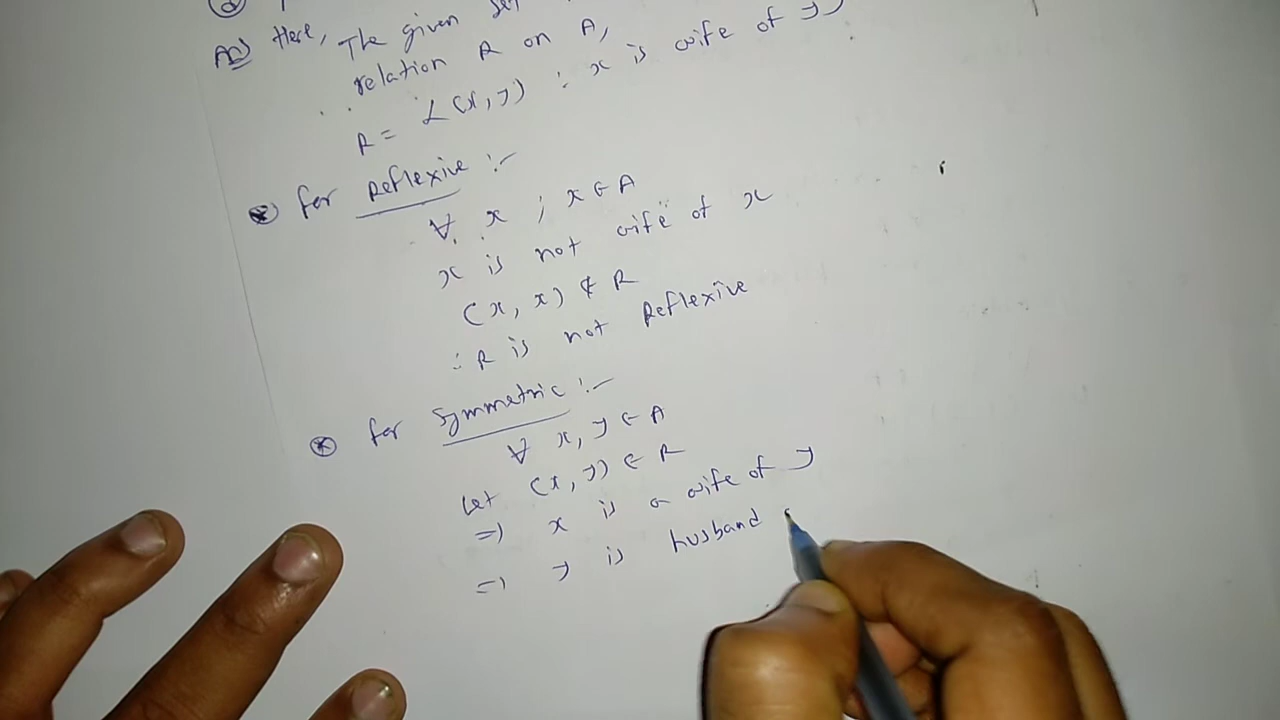 Ans Here, The given set
relation R on A,
R = {(x, y) : x is wife of y}
* for Reflexive :-
∀ x ; x ∈ A
x is not wife of x
(x, x) ∉ R
∴ R is not Reflexive
* for Symmetric :-
∀ x, y ∈ A
Let (x, y) ∈ R
=) x is a wife of y
=) y is husband